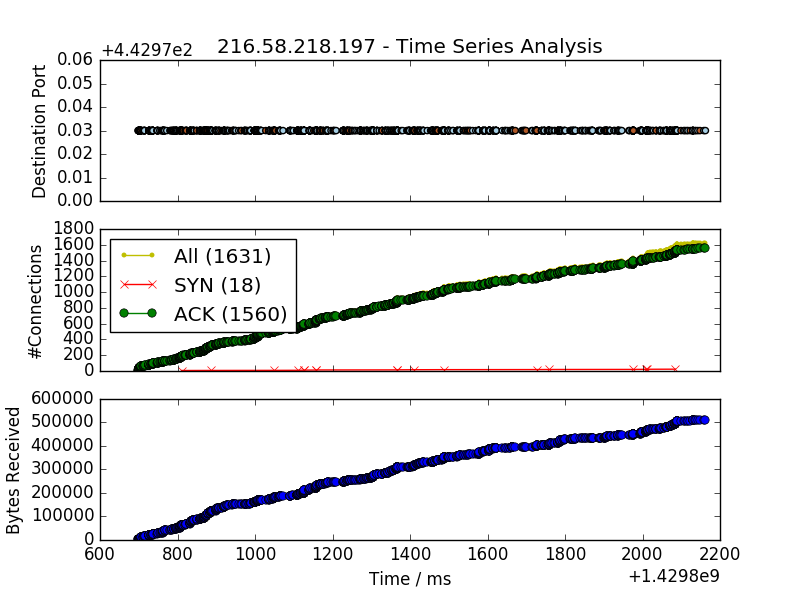 +4.4297e2
216.58.218.197 - Time Series Analysis
0.06
0.05
0.04
0.03
0.02
0.01
0.00
Destination Port
1800
1600
1400
1200
1000
800
600
400
200
0
#Connections
All (1631)
SYN (18)
ACK (1560)
600000
500000
400000
300000
200000
100000
0
Bytes Received
600 800 1000 1200 1400 1600 1800 2000 2200
Time / ms
+1.4298e9